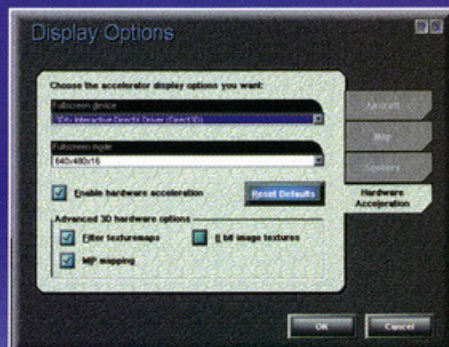 Display Options
Choose the accelerator display options you want:
Fullscreen device
3Dfx Interactive DirectX Driver (Direct3D)
Fullscreen mode
640x480x16
Enable hardware acceleration
Reset Defaults
Advanced 3D hardware options
Filter texturemaps
8 bit image textures
MIP mapping
Aircraft
Map
Scenery
Hardware
Acceleration
OK
Cancel